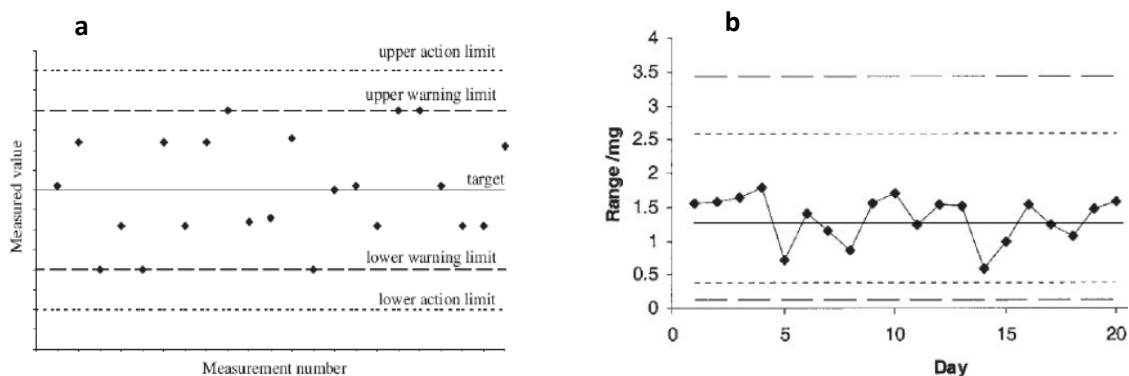 a
upper action limit
upper warning limit
target
lower warning limit
lower action limit
Measured value
Measurement number
b
4
3.5
3
2.5
2
1.5
1
0.5
0
Range /mg
0
5
10
15
20
Day